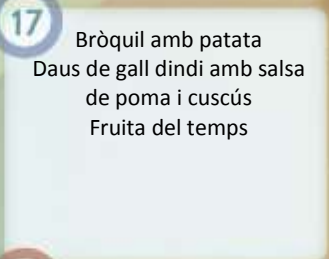 17
Bròquil amb patata
Daus de gall dindi amb salsa
de poma i cuscús
Fruita del temps